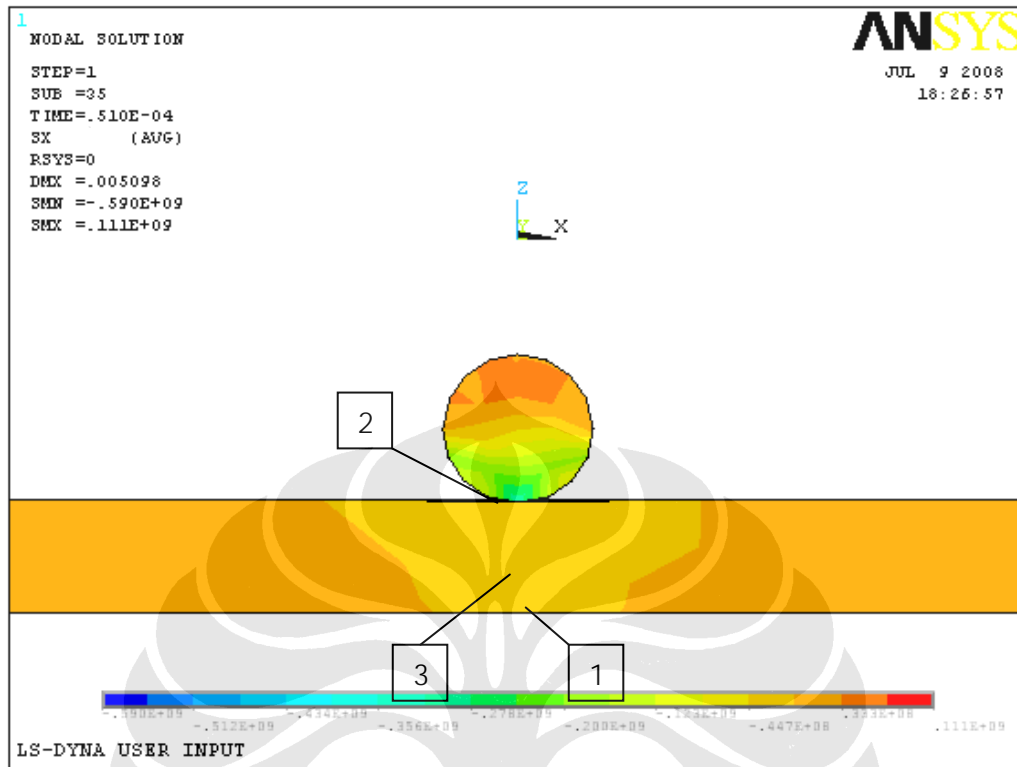 1
NODAL SOLUTION
ANSYS
STEP=1
SUB =35
TIME=.510E-04
SX (AVG)
RSYS=0
DMX =.005098
SMN =-.590E+09
SMX =.111E+09
JUL 9 2008
18:26:57
Z
Y X
2
3
1
-.590E+09 -.434E+09 -.278E+09 -.123E+09 .333E+08
-.512E+09 -.356E+09 -.200E+09 -.447E+08 .111E+09
LS-DYNA USER INPUT